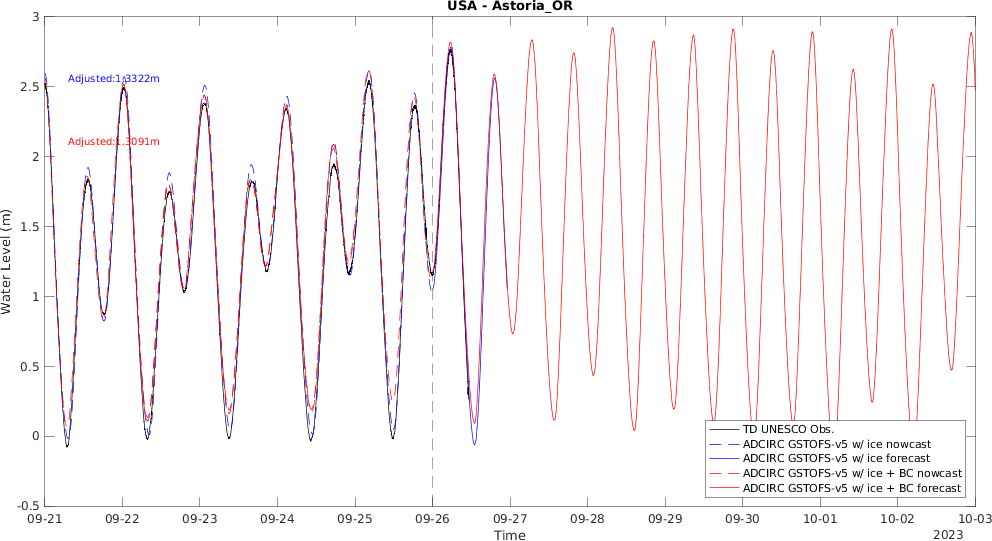 USA - Astoria_OR
3
2.5
2
1.5
1
0.5
0
-0.5
Water Level (m)
Adjusted:1.3322m
Adjusted:1.3091m
TD UNESCO Obs.
ADCIRC GSTOFS-v5 w/ ice nowcast
ADCIRC GSTOFS-v5 w/ ice forecast
ADCIRC GSTOFS-v5 w/ ice + BC nowcast
ADCIRC GSTOFS-v5 w/ ice + BC forecast
09-21 09-22 09-23 09-24 09-25 09-26 09-27 09-28 09-29 09-30 10-01 10-02 10-03
Time
2023